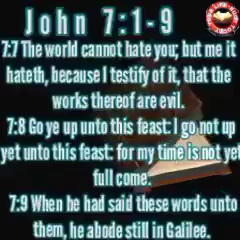 John 7:1-9
7:7 The world cannot hate you; but me it
hateth, because I testify of it, that the
works thereof are evil.
7:8 Go ye up unto this feast: I go not up
yet unto this feast: for my time is not yet
full come.
7:9 When he had said these words unto
them, he abode still in Galilee.